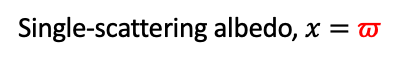 Single-scattering albedo, x = ϖ